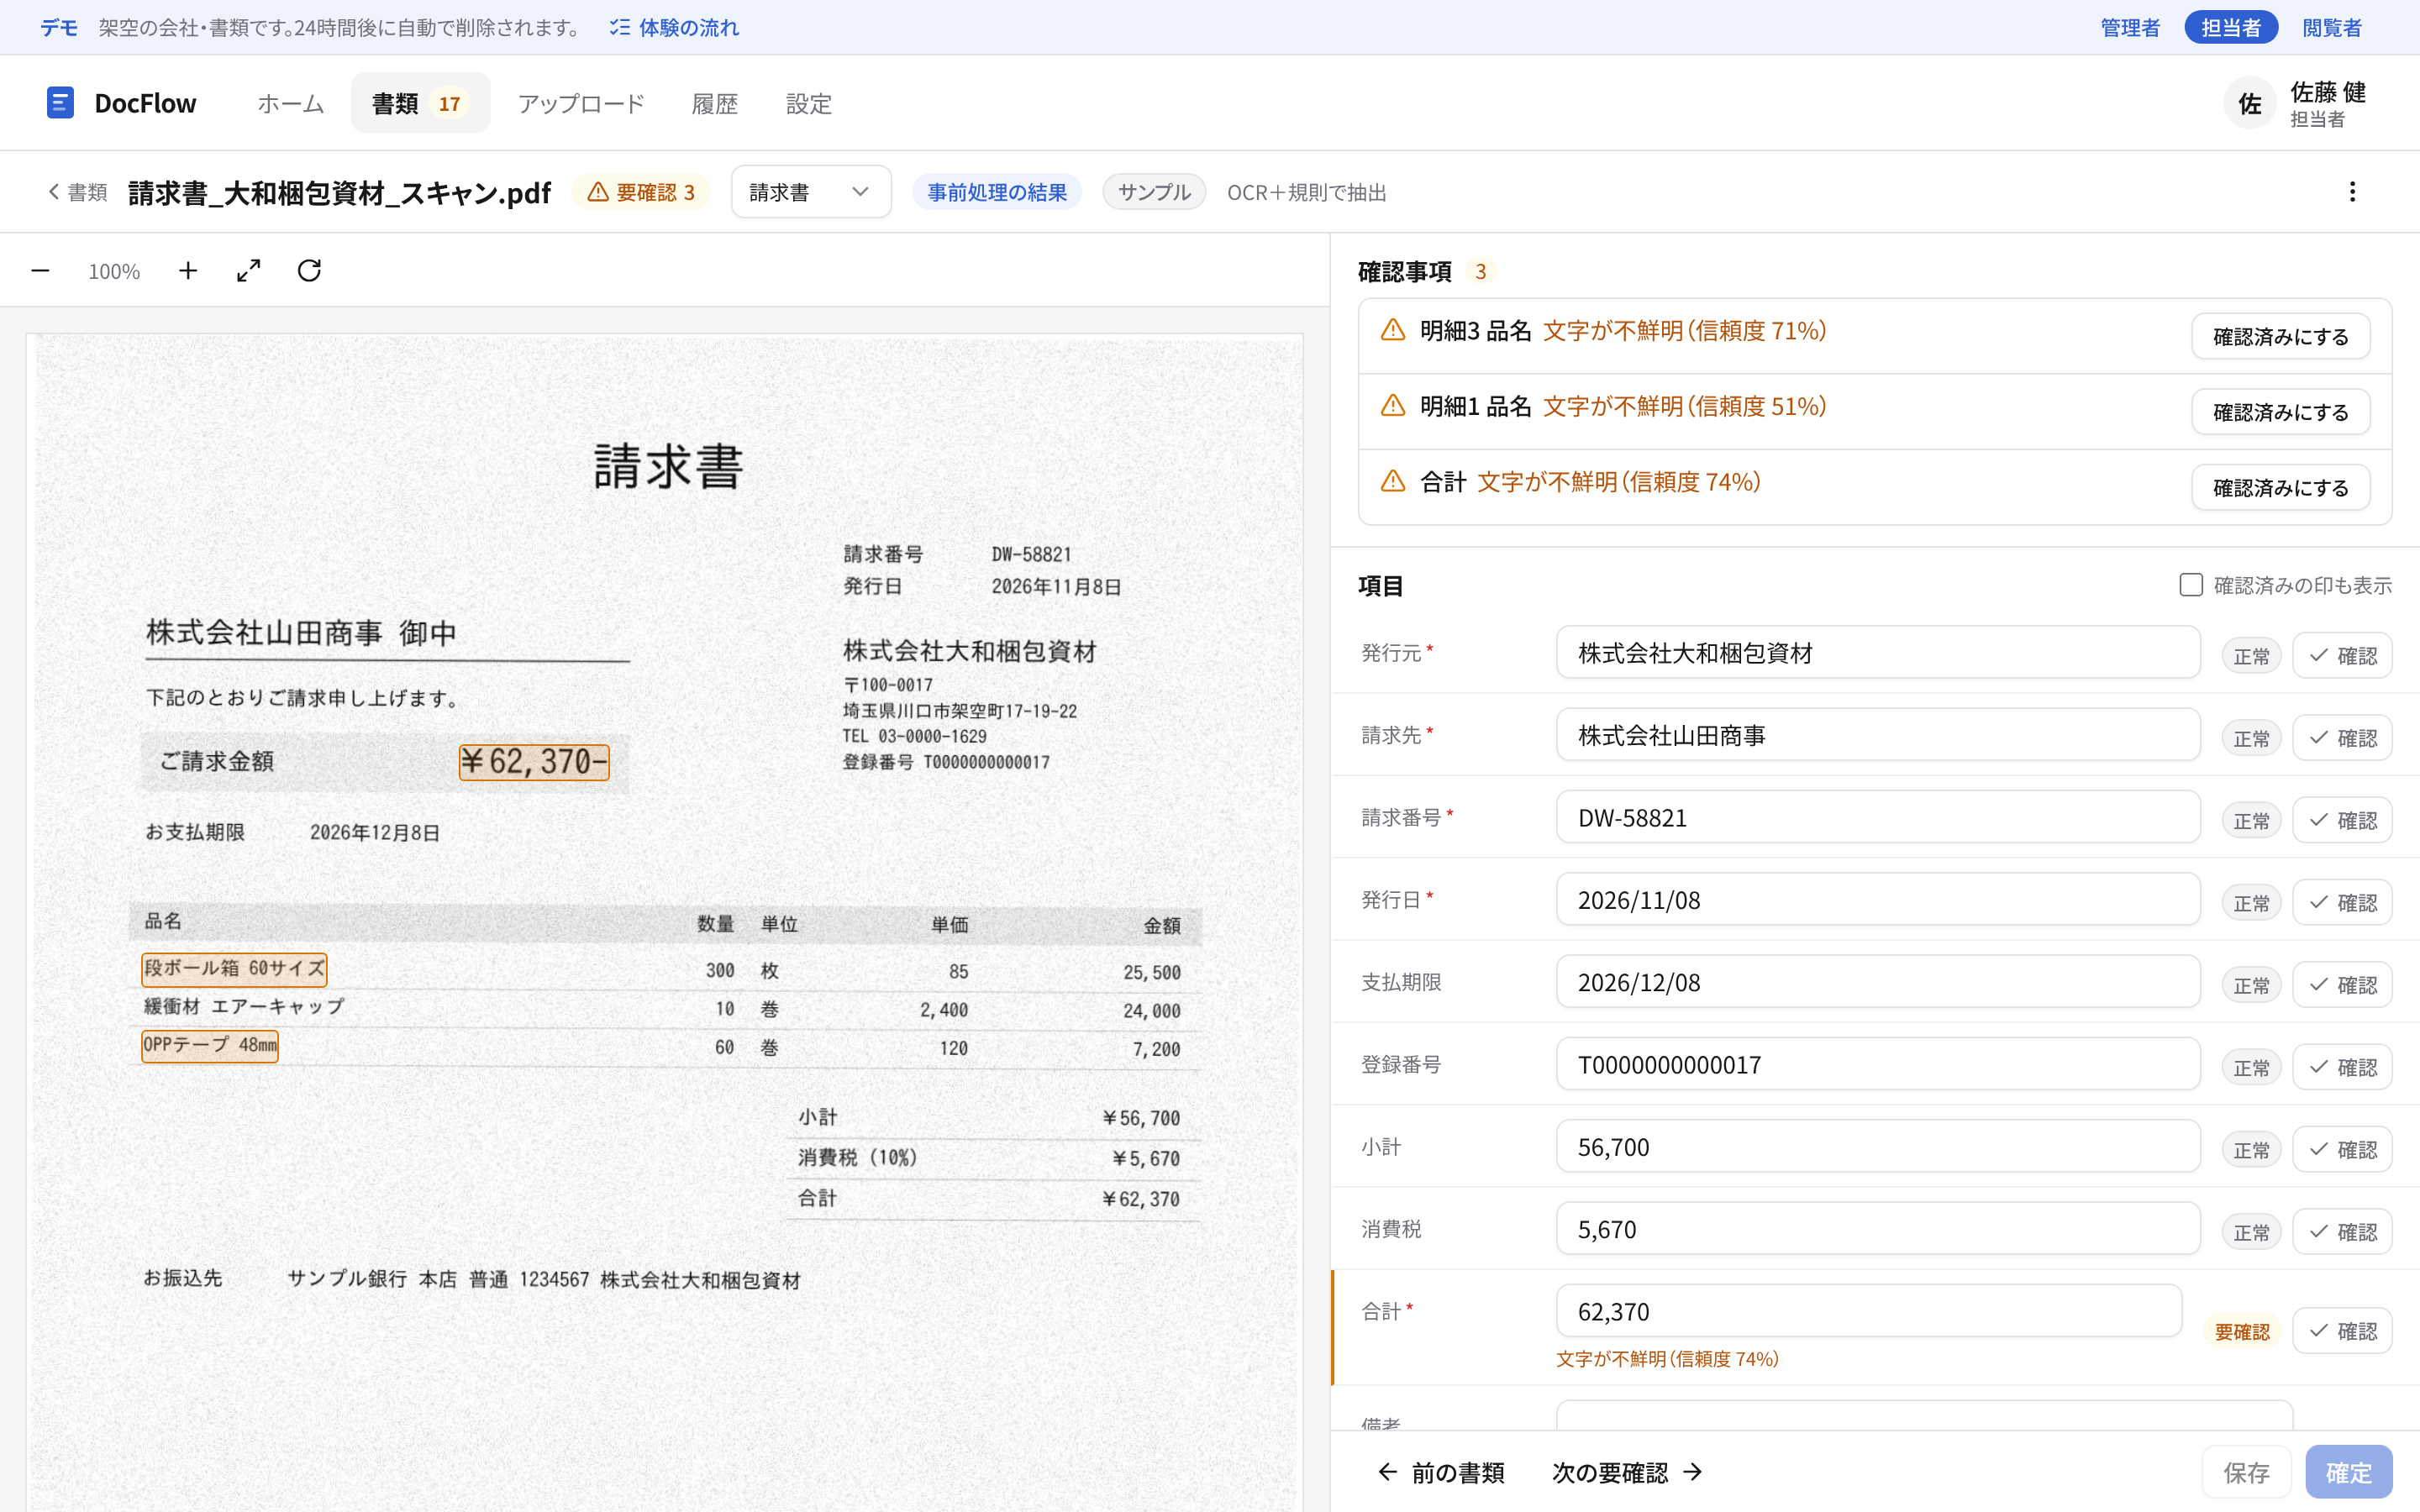 デモ 架空の会社・書類です。24時間後に自動で削除されます。 体験の流れ 管理者 担当者 閲覧者
DocFlow ホーム 書類 17 アップロード 履歴 設定 佐 佐藤 健
担当者
書類 請求書_大和梱包資材_スキャン.pdf 要確認 3 請求書 事前処理の結果 サンプル OCR+規則で抽出
100%
請求書
請求番号 DW-58821
発行日 2026年11月8日
株式会社山田商事 御中
株式会社大和梱包資材
〒100-0017
埼玉県川口市架空町17-19-22
TEL 03-0000-1629
登録番号 T0000000000017
下記のとおりご請求申し上げます。
ご請求金額 ¥62,370-
お支払期限 2026年12月8日
品名 数量 単位 単価 金額
段ボール箱 60サイズ 300 枚 85 25,500
緩衝材 エアーキャップ 10 巻 2,400 24,000
OPPテープ 48mm 60 巻 120 7,200
小計 ¥56,700
消費税 (10%) ¥5,670
合計 ¥62,370
お振込先 サンプル銀行 本店 普通 1234567 株式会社大和梱包資材
確認事項 3
明細3 品名 文字が不鮮明(信頼度 71%) 確認済みにする
明細1 品名 文字が不鮮明(信頼度 51%) 確認済みにする
合計 文字が不鮮明(信頼度 74%) 確認済みにする
項目 確認済みの印も表示
発行元* 株式会社大和梱包資材 正常 確認
請求先* 株式会社山田商事 正常 確認
請求番号* DW-58821 正常 確認
発行日* 2026/11/08 正常 確認
支払期限 2026/12/08 正常 確認
登録番号 T0000000000017 正常 確認
小計 56,700 正常 確認
消費税 5,670 正常 確認
合計* 62,370 要確認 確認
文字が不鮮明(信頼度 74%)
備考
前の書類 次の要確認 保存 確定